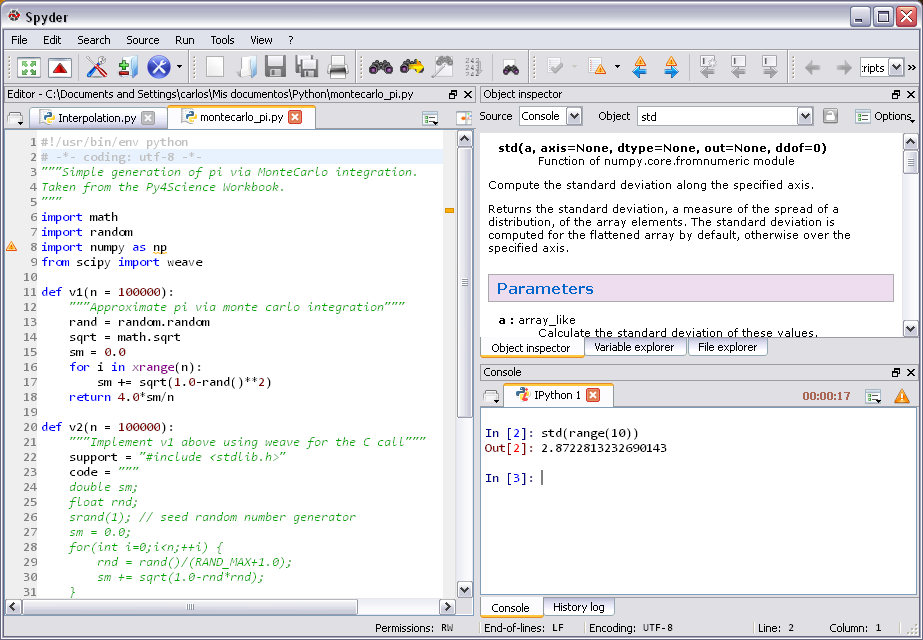 Spyder
File Edit Search Source Run Tools View ?
:ripts »
Editor - C:\Documents and Settings\carlos\Mis documentos\Python\montecarlo_pi.py
Interpolation.py montecarlo_pi.py
1 #!/usr/bin/env python
2 # -*- coding: utf-8 -*-
3 """Simple generation of pi via MonteCarlo integration.
4 Taken from the Py4Science Workbook.
5 """
6 import math
7 import random
8 import numpy as np
9 from scipy import weave
10
11 def v1(n = 100000):
12 """Approximate pi via monte carlo integration"""
13 rand = random.random
14 sqrt = math.sqrt
15 sm = 0.0
16 for i in xrange(n):
17 sm += sqrt(1.0-rand()**2)
18 return 4.0*sm/n
19
20 def v2(n = 100000):
21 """Implement v1 above using weave for the C call"""
22 support = "#include <stdlib.h>"
23 code = """
24 double sm;
25 float rnd;
26 srand(1); // seed random number generator
27 sm = 0.0;
28 for(int i=0;i<n;++i) {
29 rnd = rand()/(RAND_MAX+1.0);
30 sm += sqrt(1.0-rnd*rnd);
31 }
Object inspector
Source Console Object std Options
std(a, axis=None, dtype=None, out=None, ddof=0)
Function of numpy.core.fromnumeric module
Compute the standard deviation along the specified axis.
Returns the standard deviation, a measure of the spread of a
distribution, of the array elements. The standard deviation is
computed for the flattened array by default, otherwise over the
specified axis.
Parameters
a : array_like
Calculate the standard deviation of these values.
Object inspector Variable explorer File explorer
Console
IPython 1 00:00:17
In [2]: std(range(10))
Out[2]: 2.8722813232690143
In [3]:
Console History log
Permissions: RW End-of-lines: LF Encoding: UTF-8 Line: 2 Column: 1